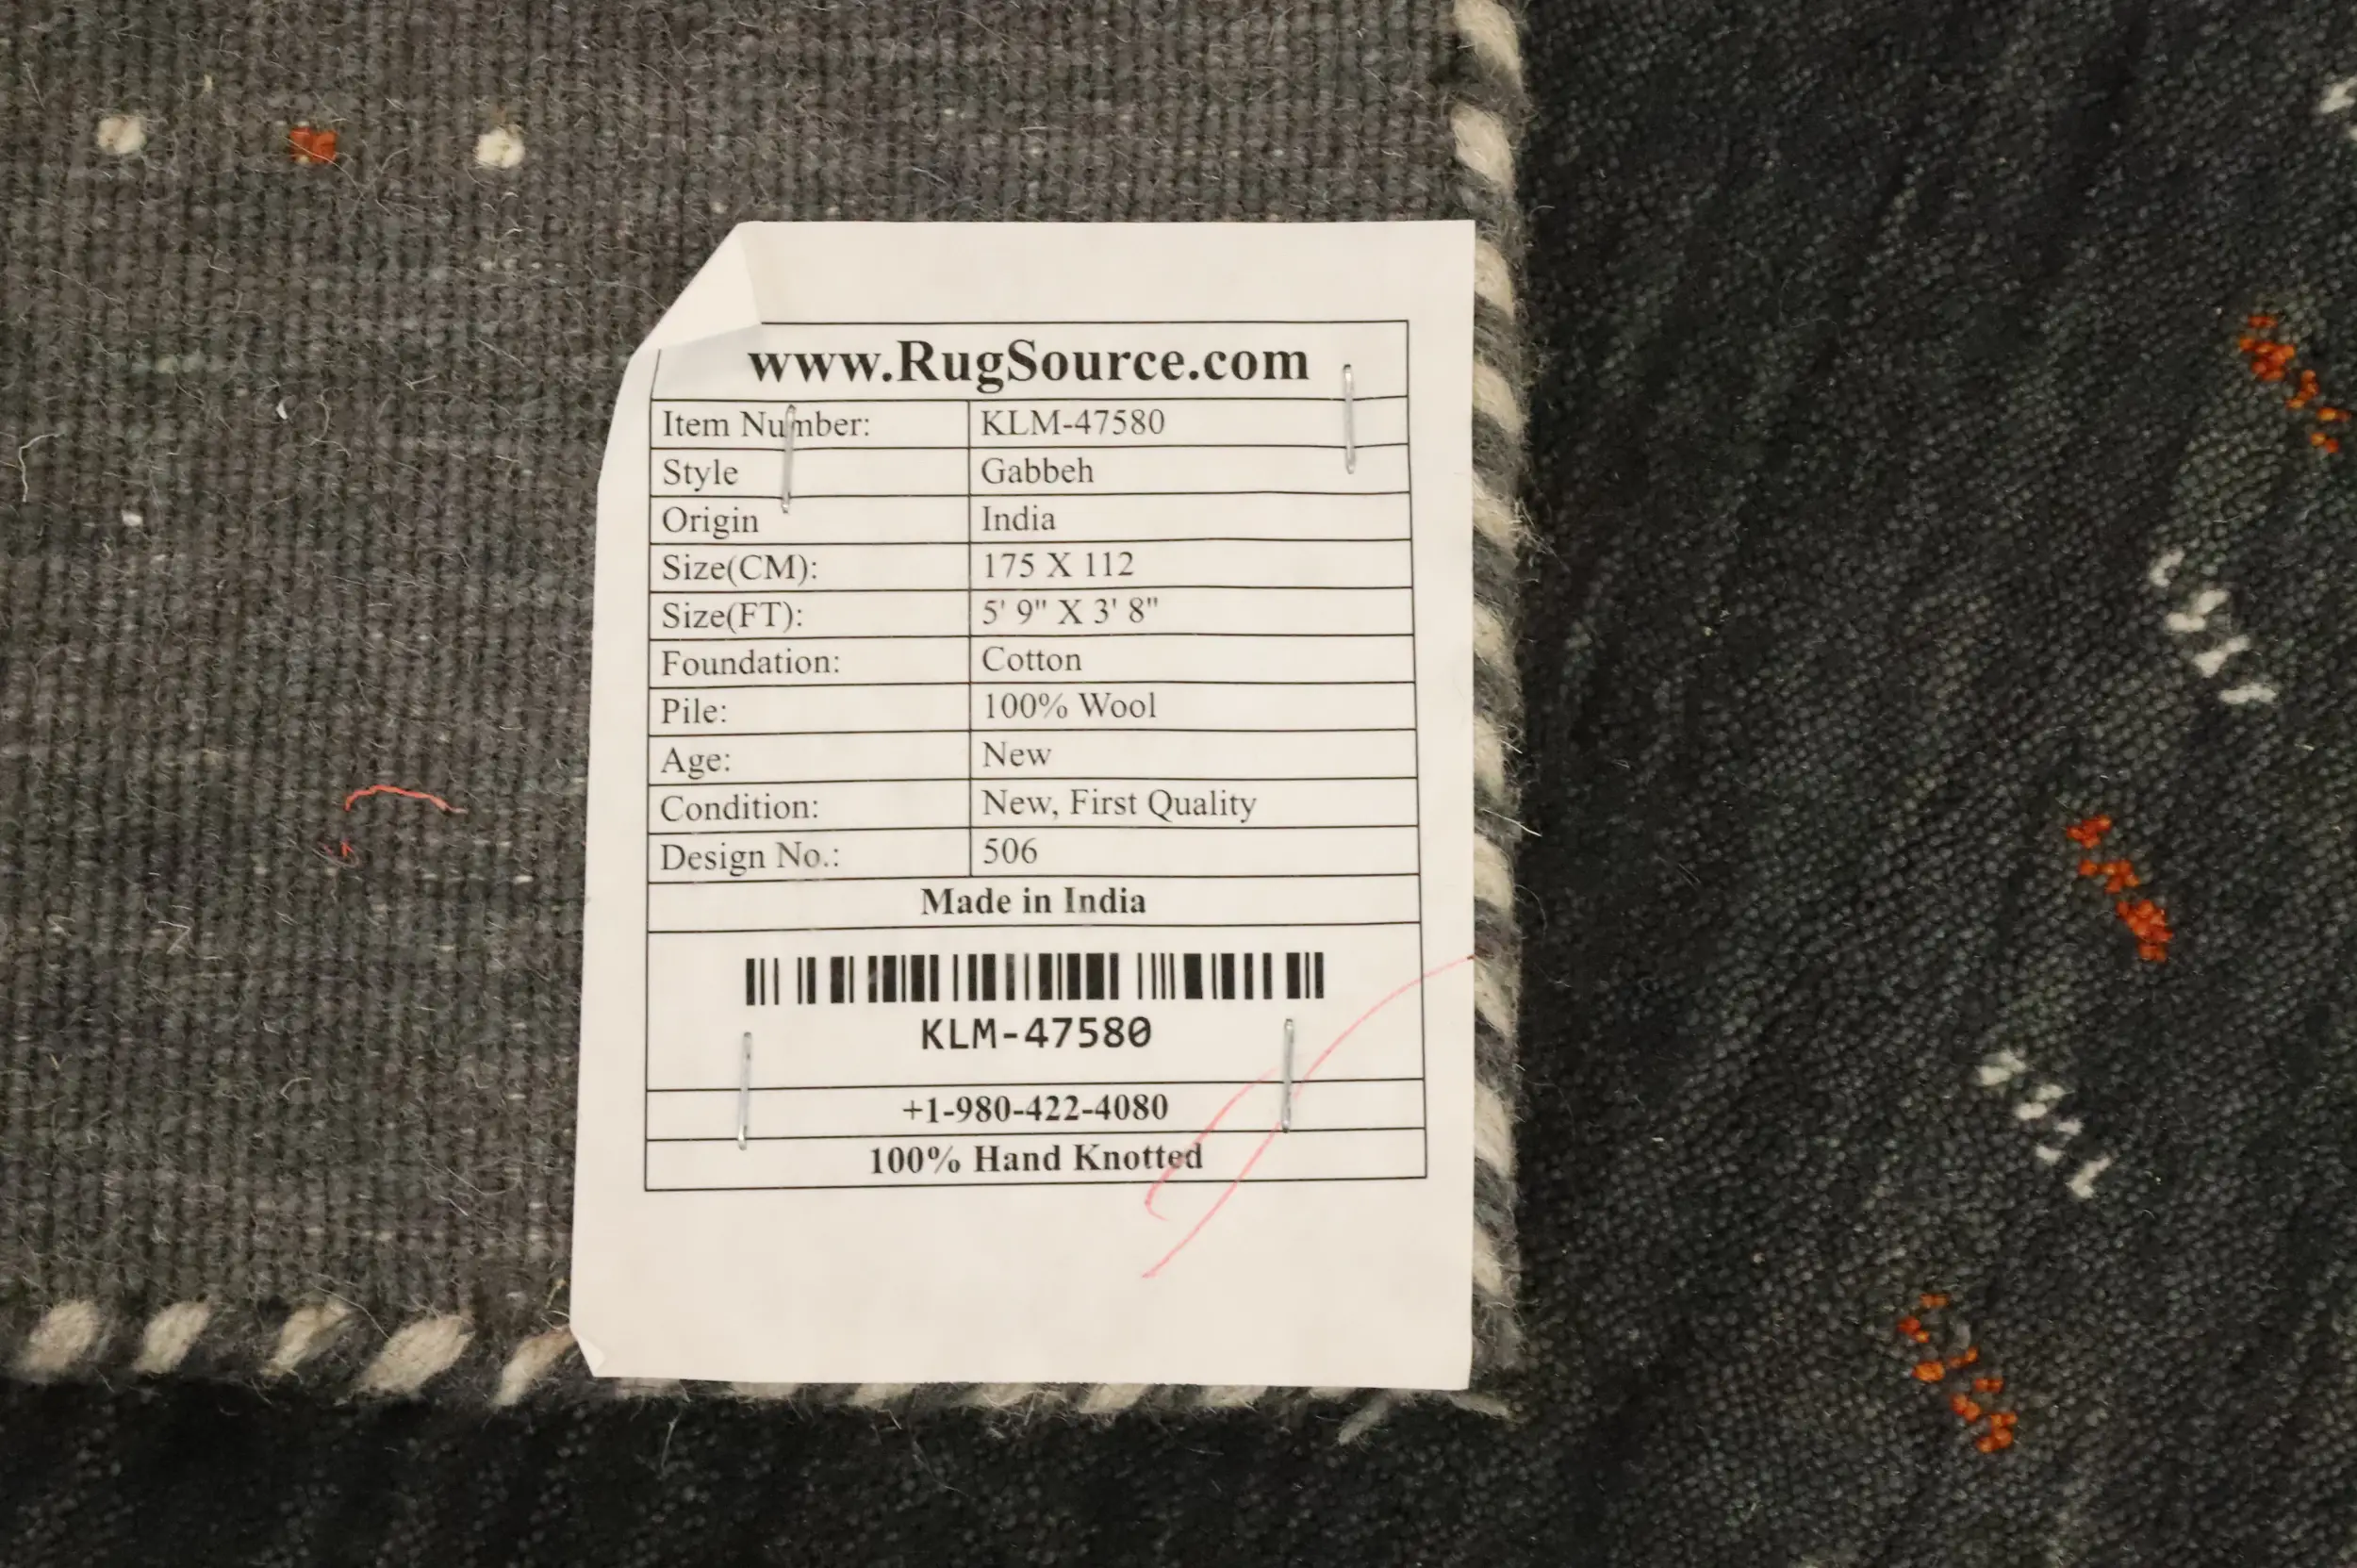 www.RugSource.com
Item Number: KLM-47580
Style Gabbeh
Origin India
Size(CM): 175 X 112
Size(FT): 5' 9" X 3' 8"
Foundation: Cotton
Pile: 100% Wool
Age: New
Condition: New, First Quality
Design No.: 506
Made in India
KLM-47580
+1-980-422-4080
100% Hand Knotted